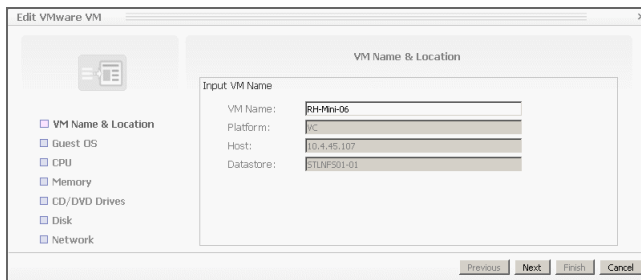 Edit VMware VM
VM Name & Location
Input VM Name
VM Name: RH-Mini-06
Platform: VC
Host: 10.4.45.107
Datastore: STLNFS01-01
VM Name & Location
Guest OS
CPU
Memory
CD/DVD Drives
Disk
Network
Previous Next Finish Cancel